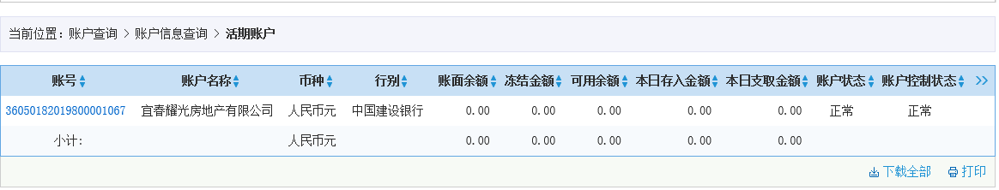 当前位置：账户查询 > 账户信息查询 > 活期账户
账号 账户名称 币种 行别 账面余额 冻结金额 可用余额 本日存入金额 本日支取金额 账户状态 账户控制状态 >>
36050182019800001067 宜春耀光房地产有限公司 人民币元 中国建设银行 0.00 0.00 0.00 0.00 0.00 正常 正常
小计： 人民币元 0.00 0.00 0.00 0.00 0.00
下载全部 打印